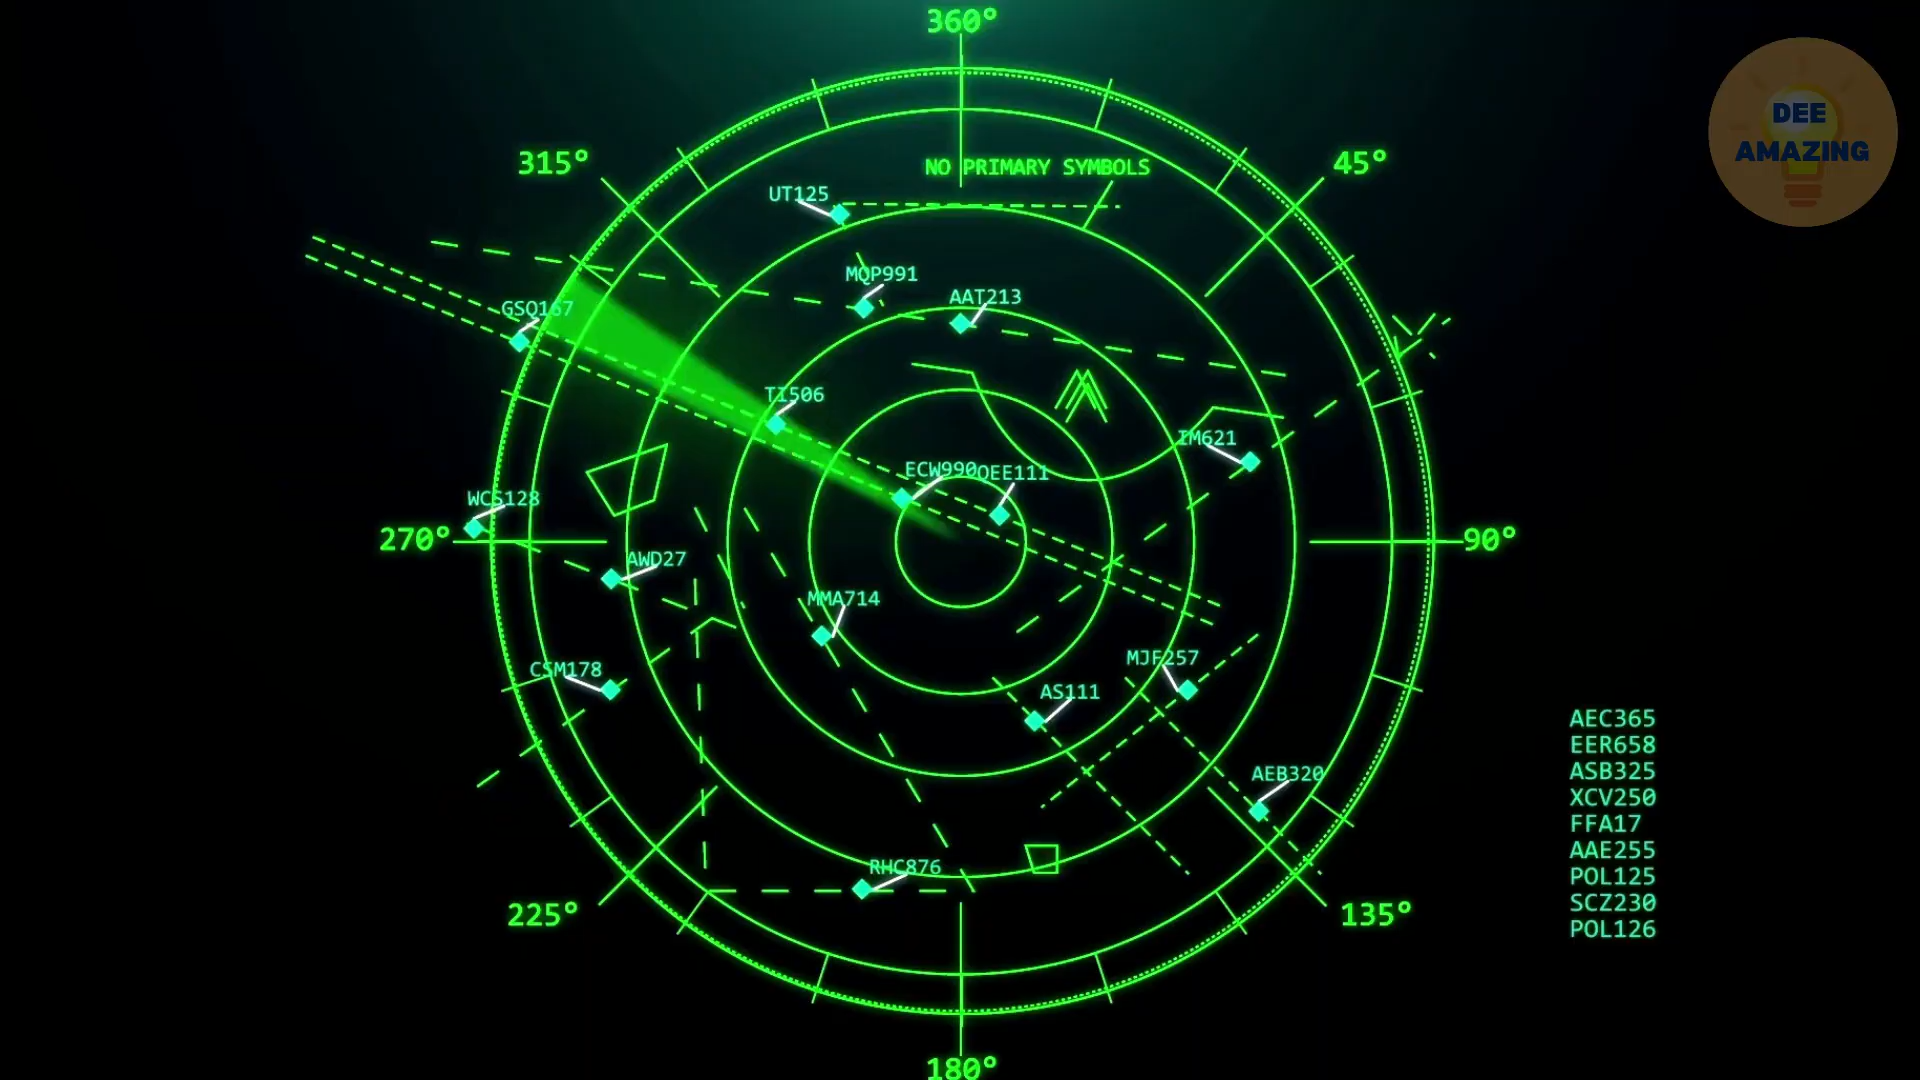 360°
DEE
AMAZING
315°
NO PRIMARY SYMBOLS
45°
UT125
MQP991
AAT213
GSQ167
TI506
IM621
ECW990
OEE111
WCS128
270°
90°
AWD27
MMA714
MJF257
CSM178
AS111
AEC365
EER658
ASB325
AEB320
XCV250
FFA17
AAE255
RHC876
POL125
SCZ230
225°
135°
POL126
180°